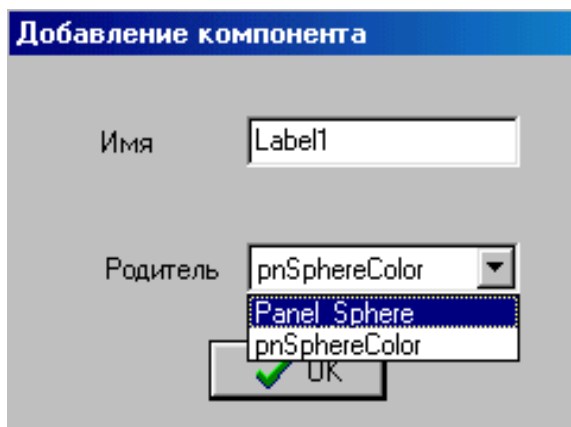 Добавление компонента
Имя Label1
Родитель pnSphereColor
Panel_Sphere
pnSphereColor
OK